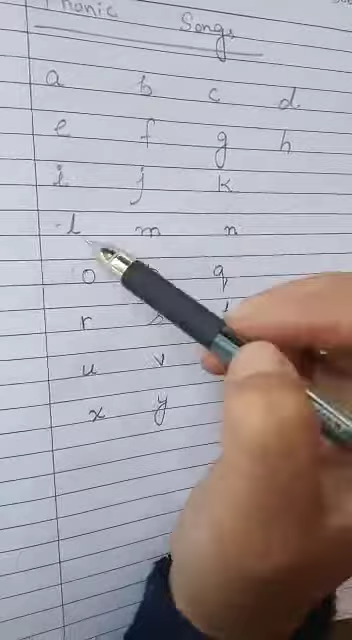 Phonic Songs
a b c d
e f g h
i j k
l m n
o q
r s
u v
x y